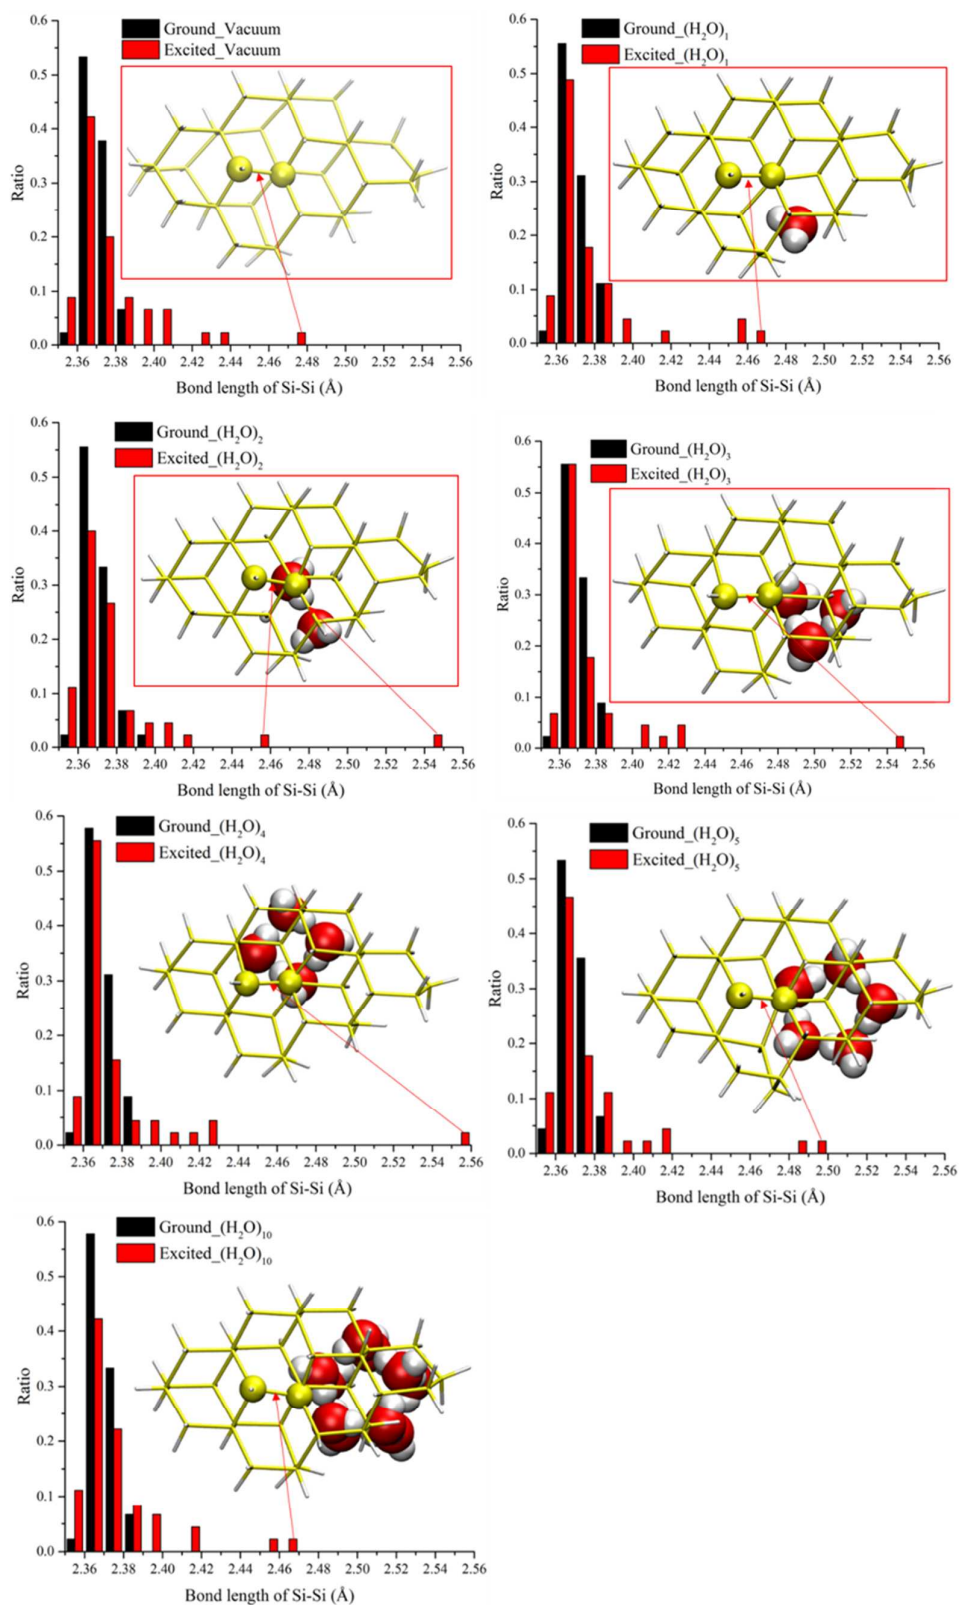 Ground_Vacuum
Excited_Vacuum
0.6
0.5
0.4
0.3
0.2
0.1
0.0
Ratio
2.36 2.38 2.40 2.42 2.44 2.46 2.48 2.50 2.52 2.54 2.56
Bond length of Si-Si (Å)
Ground_(H₂O)₁
Excited_(H₂O)₁
0.6
0.5
0.4
0.3
0.2
0.1
0.0
Ratio
2.36 2.38 2.40 2.42 2.44 2.46 2.48 2.50 2.52 2.54 2.56
Bond length of Si-Si (Å)
Ground_(H₂O)₂
Excited_(H₂O)₂
0.6
0.5
0.4
0.3
0.2
0.1
0.0
Ratio
2.36 2.38 2.40 2.42 2.44 2.46 2.48 2.50 2.52 2.54 2.56
Bond length of Si-Si (Å)
Ground_(H₂O)₃
Excited_(H₂O)₃
0.6
0.5
0.4
0.3
0.2
0.1
0.0
Ratio
2.36 2.38 2.40 2.42 2.44 2.46 2.48 2.50 2.52 2.54 2.56
Bond length of Si-Si (Å)
Ground_(H₂O)₄
Excited_(H₂O)₄
0.6
0.5
0.4
0.3
0.2
0.1
0.0
Ratio
2.36 2.38 2.40 2.42 2.44 2.46 2.48 2.50 2.52 2.54 2.56
Bond length of Si-Si (Å)
Ground_(H₂O)₅
Excited_(H₂O)₅
0.6
0.5
0.4
0.3
0.2
0.1
0.0
Ratio
2.36 2.38 2.40 2.42 2.44 2.46 2.48 2.50 2.52 2.54 2.56
Bond length of Si-Si (Å)
Ground_(H₂O)₁₀
Excited_(H₂O)₁₀
0.6
0.5
0.4
0.3
0.2
0.1
0.0
Ratio
2.36 2.38 2.40 2.42 2.44 2.46 2.48 2.50 2.52 2.54 2.56
Bond length of Si-Si (Å)